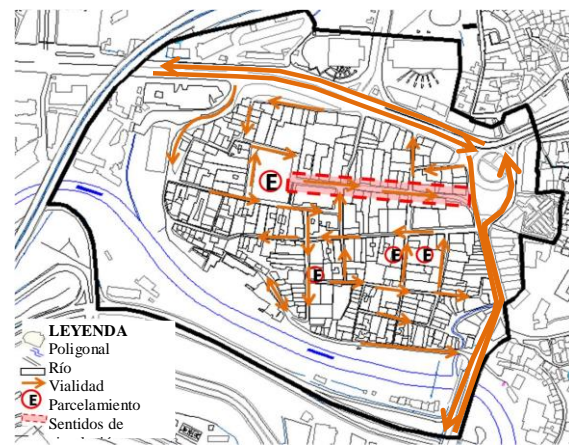 E
E
E
E
LEYENDA
Poligonal
Río
Vialidad
E Parcelamiento
Sentidos de